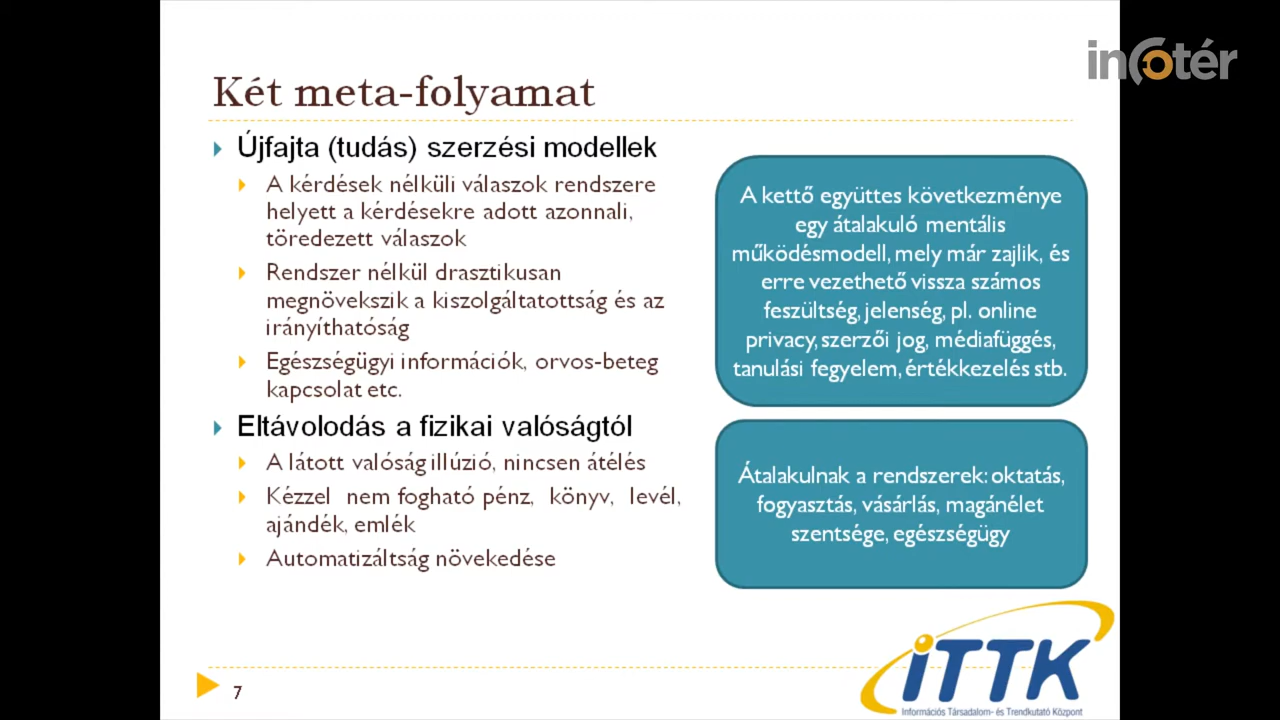 infotér
Két meta-folyamat
Újfajta (tudás) szerzési modellek
A kérdések nélküli válaszok rendszere
helyett a kérdésekre adott azonnali,
töredezett válaszok
Rendszer nélkül drasztikusan
megnövekszik a kiszolgáltatottság és az
irányíthatóság
Egészségügyi információk, orvos-beteg
kapcsolat etc.
Eltávolodás a fizikai valóságtól
A látott valóság illúzió, nincsen átélés
Kézzel nem fogható pénz, könyv, levél,
ajándék, emlék
Automatizáltság növekedése
A kettő együttes következménye
egy átalakuló mentális
működésmodell, mely már zajlik, és
erre vezethető vissza számos
feszültség, jelenség, pl. online
privacy, szerzői jog, médiafüggés,
tanulási fegyelem, értékkezelés stb.
Átalakulnak a rendszerek: oktatás,
fogyasztás, vásárlás, magánélet
szentsége, egészségügy
7
iTTK
Információs Társadalom- és Trendkutató Központ